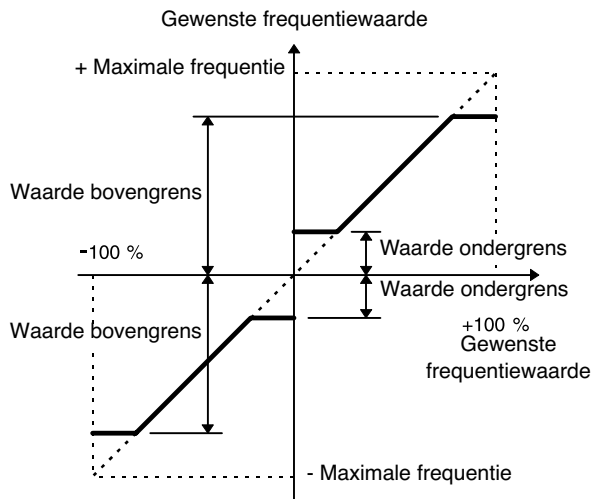 Gewenste frequentiewaarde
+ Maximale frequentie
Waarde bovengrens
-100 %
Waarde ondergrens
Waarde ondergrens
Waarde bovengrens
+100 %
Gewenste
frequentiewaarde
- Maximale frequentie